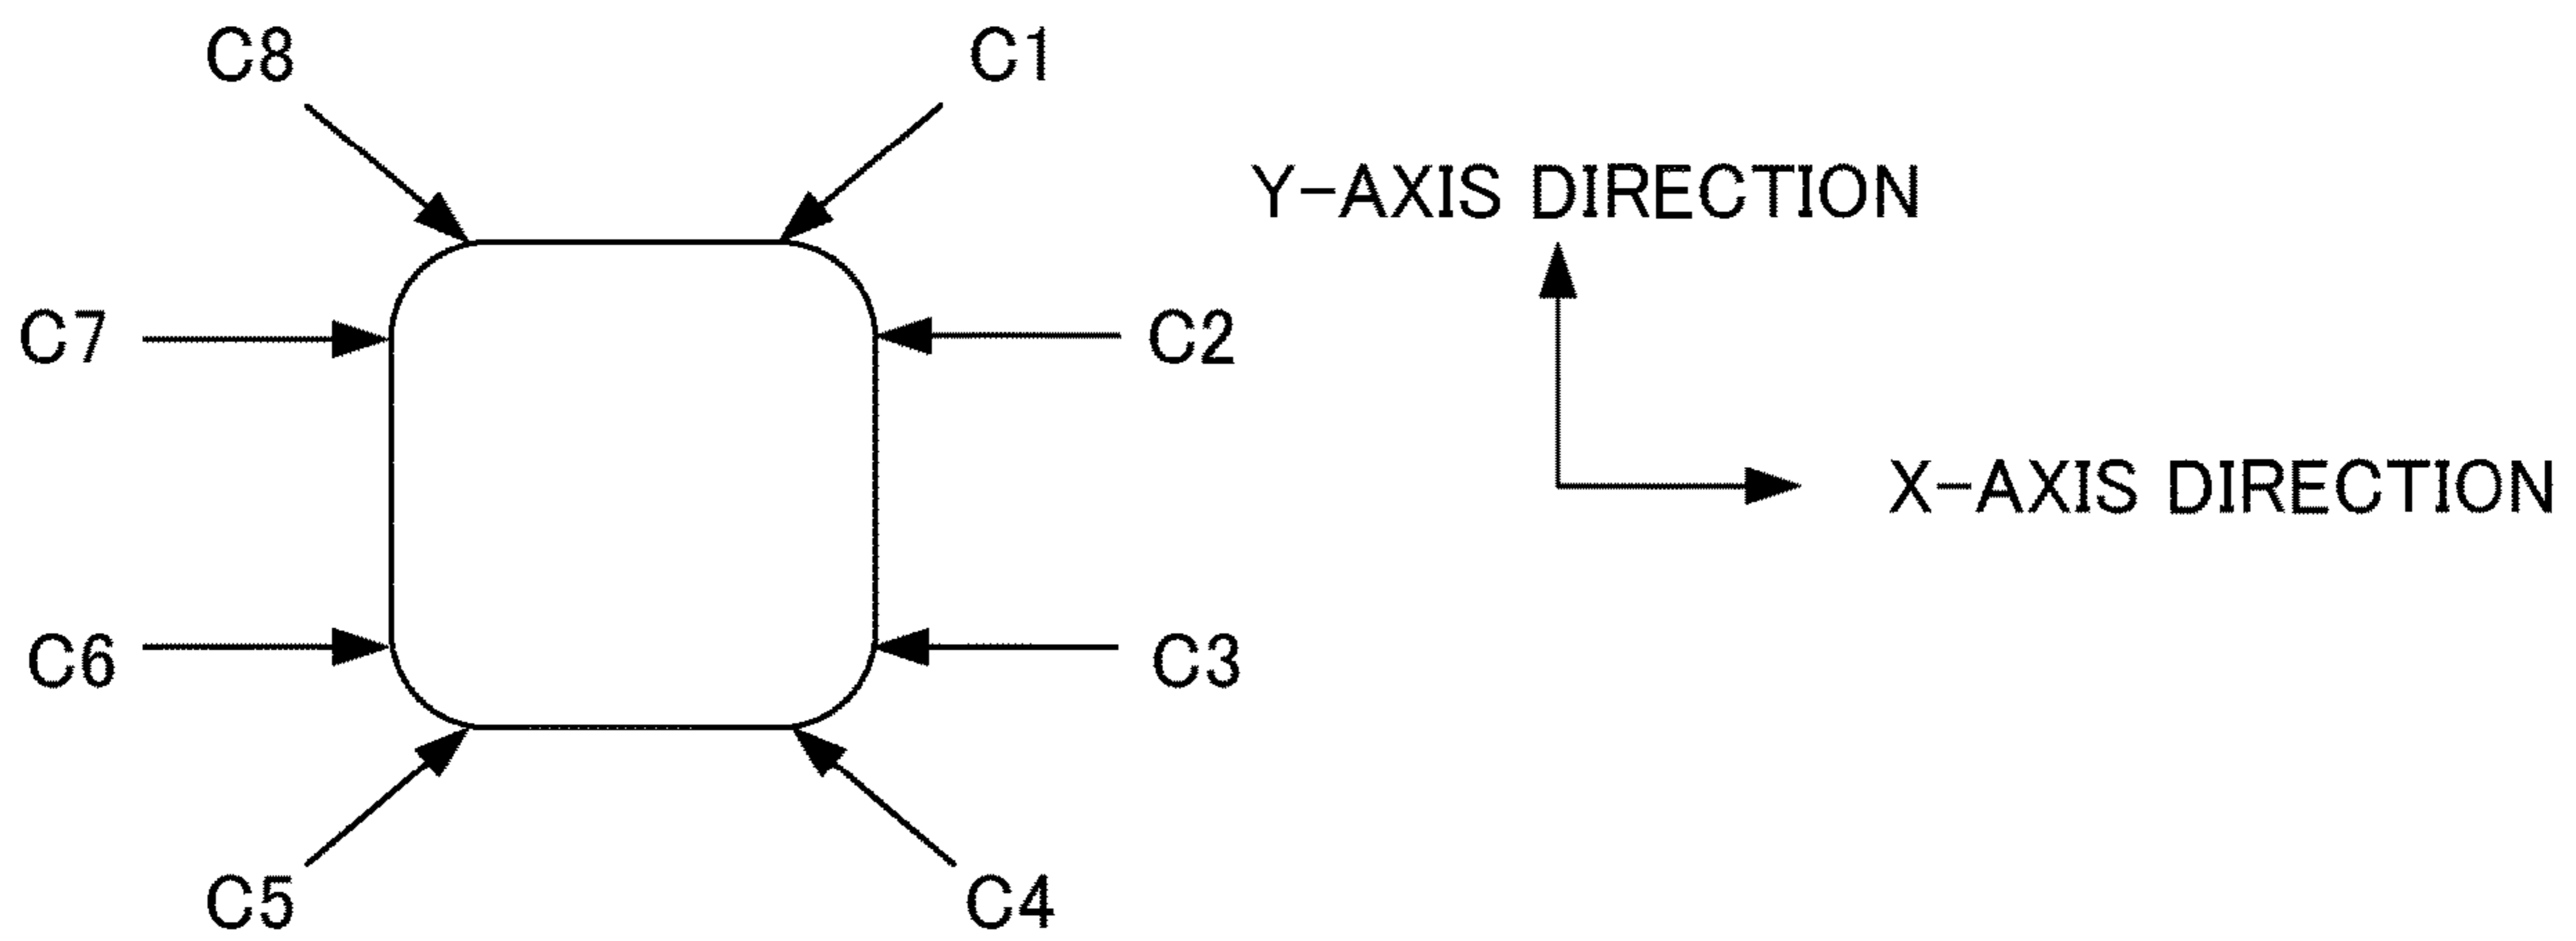 C8
C1
Y-AXIS DIRECTION
C7
C2
X-AXIS DIRECTION
C6
C3
C5
C4